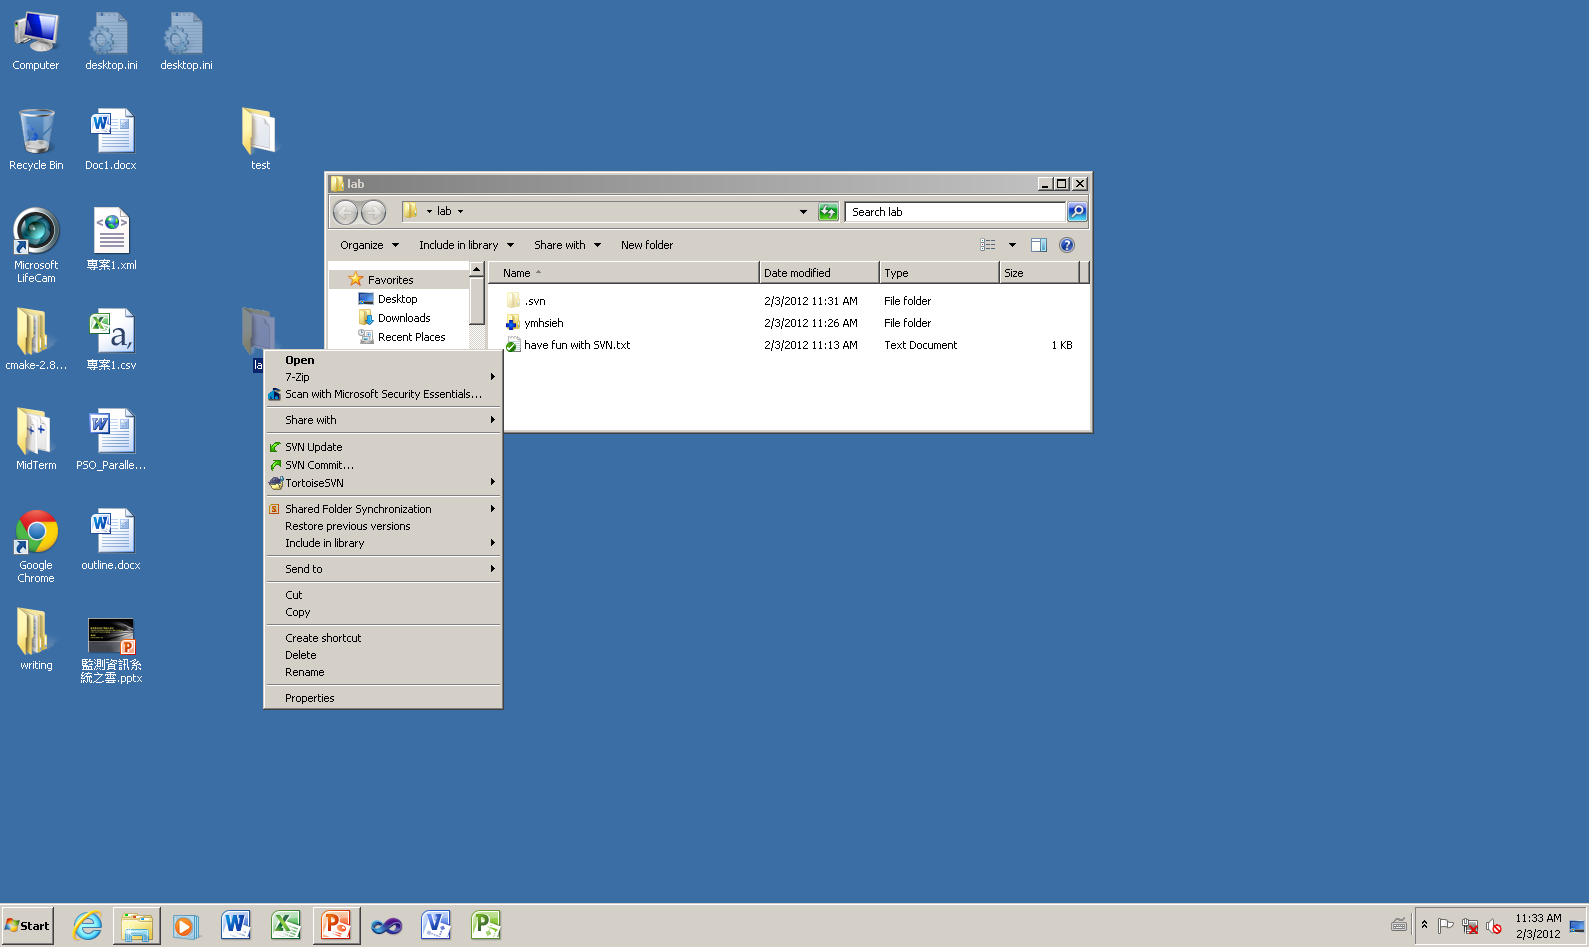 Computer
desktop.ini
desktop.ini
Recycle Bin
Doc1.docx
test
Microsoft
LifeCam
專案1.xml
cmake-2.8...
專案1.csv
la
MidTerm
PSO_Paralle...
Google
Chrome
outline.docx
writing
監測資訊系
統之雲.pptx
lab
lab
Search lab
Organize
Include in library
Share with
New folder
Favorites
Desktop
Downloads
Recent Places
Name
Date modified
Type
Size
.svn
2/3/2012 11:31 AM
File folder
ymhsieh
2/3/2012 11:26 AM
File folder
have fun with SVN.txt
2/3/2012 11:13 AM
Text Document
1 KB
Open
7-Zip
Scan with Microsoft Security Essentials...
Share with
SVN Update
SVN Commit...
TortoiseSVN
Shared Folder Synchronization
Restore previous versions
Include in library
Send to
Cut
Copy
Create shortcut
Delete
Rename
Properties
Start
11:33 AM
2/3/2012